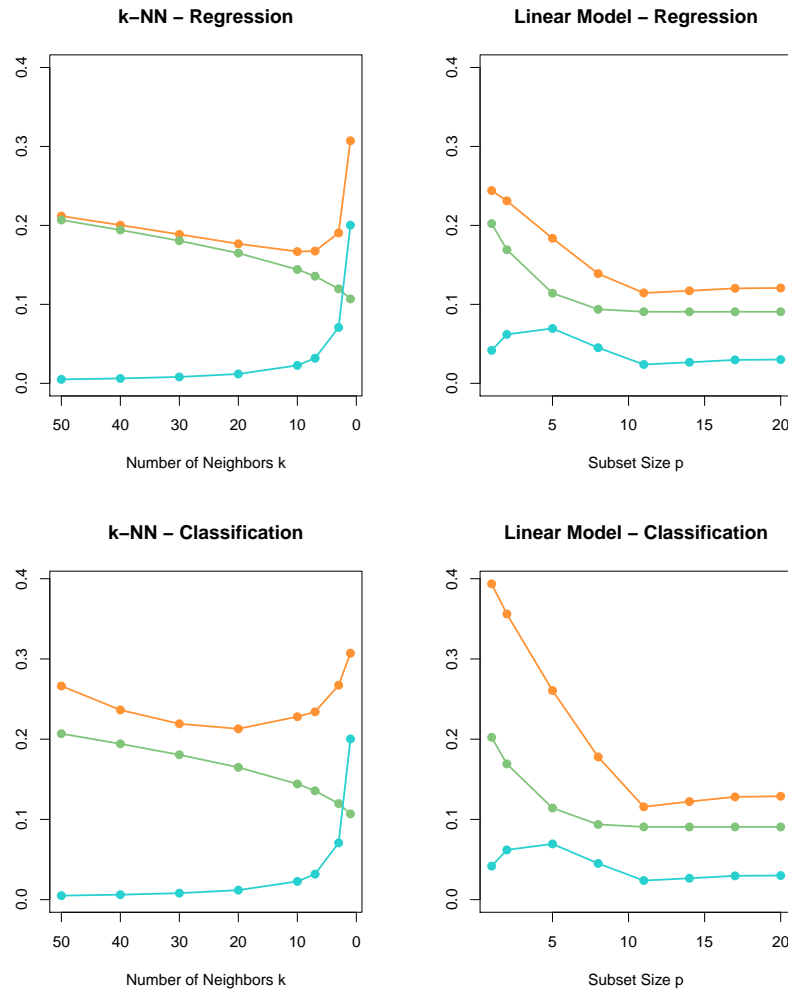 k−NN − Regression
0.0 0.1 0.2 0.3 0.4
50 40 30 20 10 0
Number of Neighbors k
Linear Model − Regression
0.0 0.1 0.2 0.3 0.4
5 10 15 20
Subset Size p
k−NN − Classification
0.0 0.1 0.2 0.3 0.4
50 40 30 20 10 0
Number of Neighbors k
Linear Model − Classification
0.0 0.1 0.2 0.3 0.4
5 10 15 20
Subset Size p